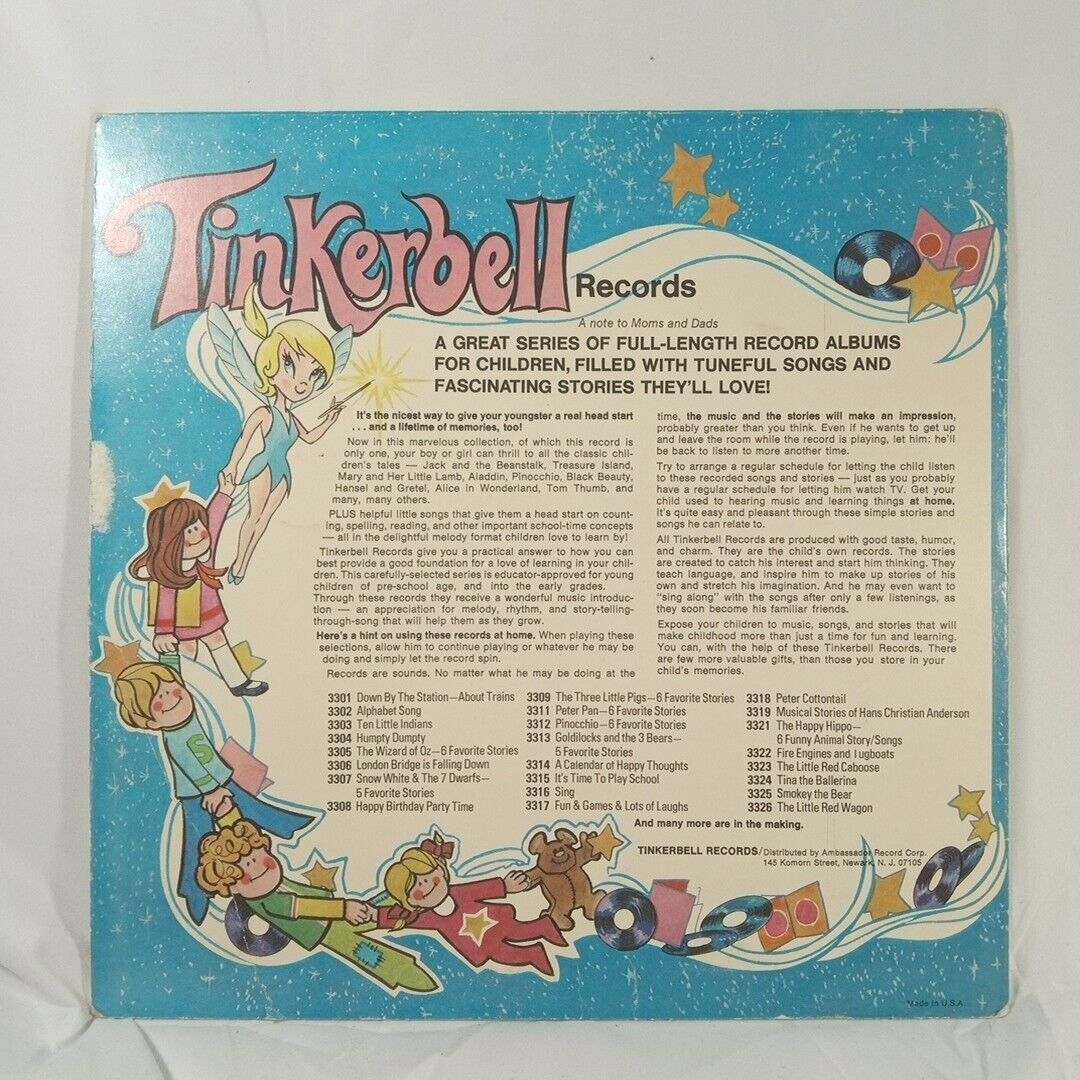 Tinkerbell
Records
A note to Moms and Dads
A GREAT SERIES OF FULL-LENGTH RECORD ALBUMS
FOR CHILDREN, FILLED WITH TUNEFUL SONGS AND
FASCINATING STORIES THEY'LL LOVE!
It's the nicest way to give your youngster a real head start
. . . and a lifetime of memories, too!
Now in this marvelous collection, of which this record is
only one, your boy or girl can thrill to all the classic chil-
dren's tales — Jack and the Beanstalk, Treasure Island,
Mary and Her Little Lamb, Aladdin, Pinocchio, Black Beauty,
Hansel and Gretel, Alice in Wonderland, Tom Thumb, and
many, many others.
PLUS helpful little songs that give them a head start on count-
ing, spelling, reading, and other important school-time concepts
— all in the delightful melody format children love to learn by!
Tinkerbell Records give you a practical answer to how you can
best provide a good foundation for a love of learning in your chil-
dren. This carefully-selected series is educator-approved for young
children of pre-school age, and into the early grades.
Through these records they receive a wonderful music introduc-
tion — an appreciation for melody, rhythm, and story-telling-
through-song that will help them as they grow.
Here's a hint on using these records at home. When playing these
selections, allow him to continue playing or whatever he may be
doing and simply let the record spin.
Records are sounds. No matter what he may be doing at the
time, the music and the stories will make an impression,
probably greater than you think. Even if he wants to get up
and leave the room while the record is playing, let him: he'll
be back to listen to more another time.
Try to arrange a regular schedule for letting the child listen
to these recorded songs and stories — just as you probably
have a regular schedule for letting him watch TV. Get your
child used to hearing music and learning things at home.
It's quite easy and pleasant through these simple stories and
songs he can relate to.
All Tinkerbell Records are produced with good taste, humor,
and charm. They are the child's own records. The stories
are created to catch his interest and start him thinking. They
teach language, and inspire him to make up stories of his
own and stretch his imagination. And he may even want to
"sing along" with the songs after only a few listenings, as
they soon become his familiar friends.
Expose your children to music, songs, and stories that will
make childhood more than just a time for fun and learning.
You can, with the help of these Tinkerbell Records. There
are few more valuable gifts, than those you store in your
child's memories.
3301 Down By The Station—About Trains
3302 Alphabet Song
3303 Ten Little Indians
3304 Humpty Dumpty
3305 The Wizard of Oz—6 Favorite Stories
3306 London Bridge is Falling Down
3307 Snow White & The 7 Dwarfs—
5 Favorite Stories
3308 Happy Birthday Party Time
3309 The Three Little Pigs—6 Favorite Stories
3311 Peter Pan—6 Favorite Stories
3312 Pinocchio—6 Favorite Stories
3313 Goldilocks and the 3 Bears—
5 Favorite Stories
3314 A Calendar of Happy Thoughts
3315 It's Time To Play School
3316 Sing
3317 Fun & Games & Lots of Laughs
3318 Peter Cottontail
3319 Musical Stories of Hans Christian Anderson
3321 The Happy Hippo—
6 Funny Animal Story/Songs
3322 Fire Engines and Tugboats
3323 The Little Red Caboose
3324 Tina the Ballerina
3325 Smokey the Bear
3326 The Little Red Wagon
And many more are in the making.
TINKERBELL RECORDS/Distributed by Ambassador Record Corp.
145 Komorn Street, Newark, N. J. 07105
S
Made in U.S.A.